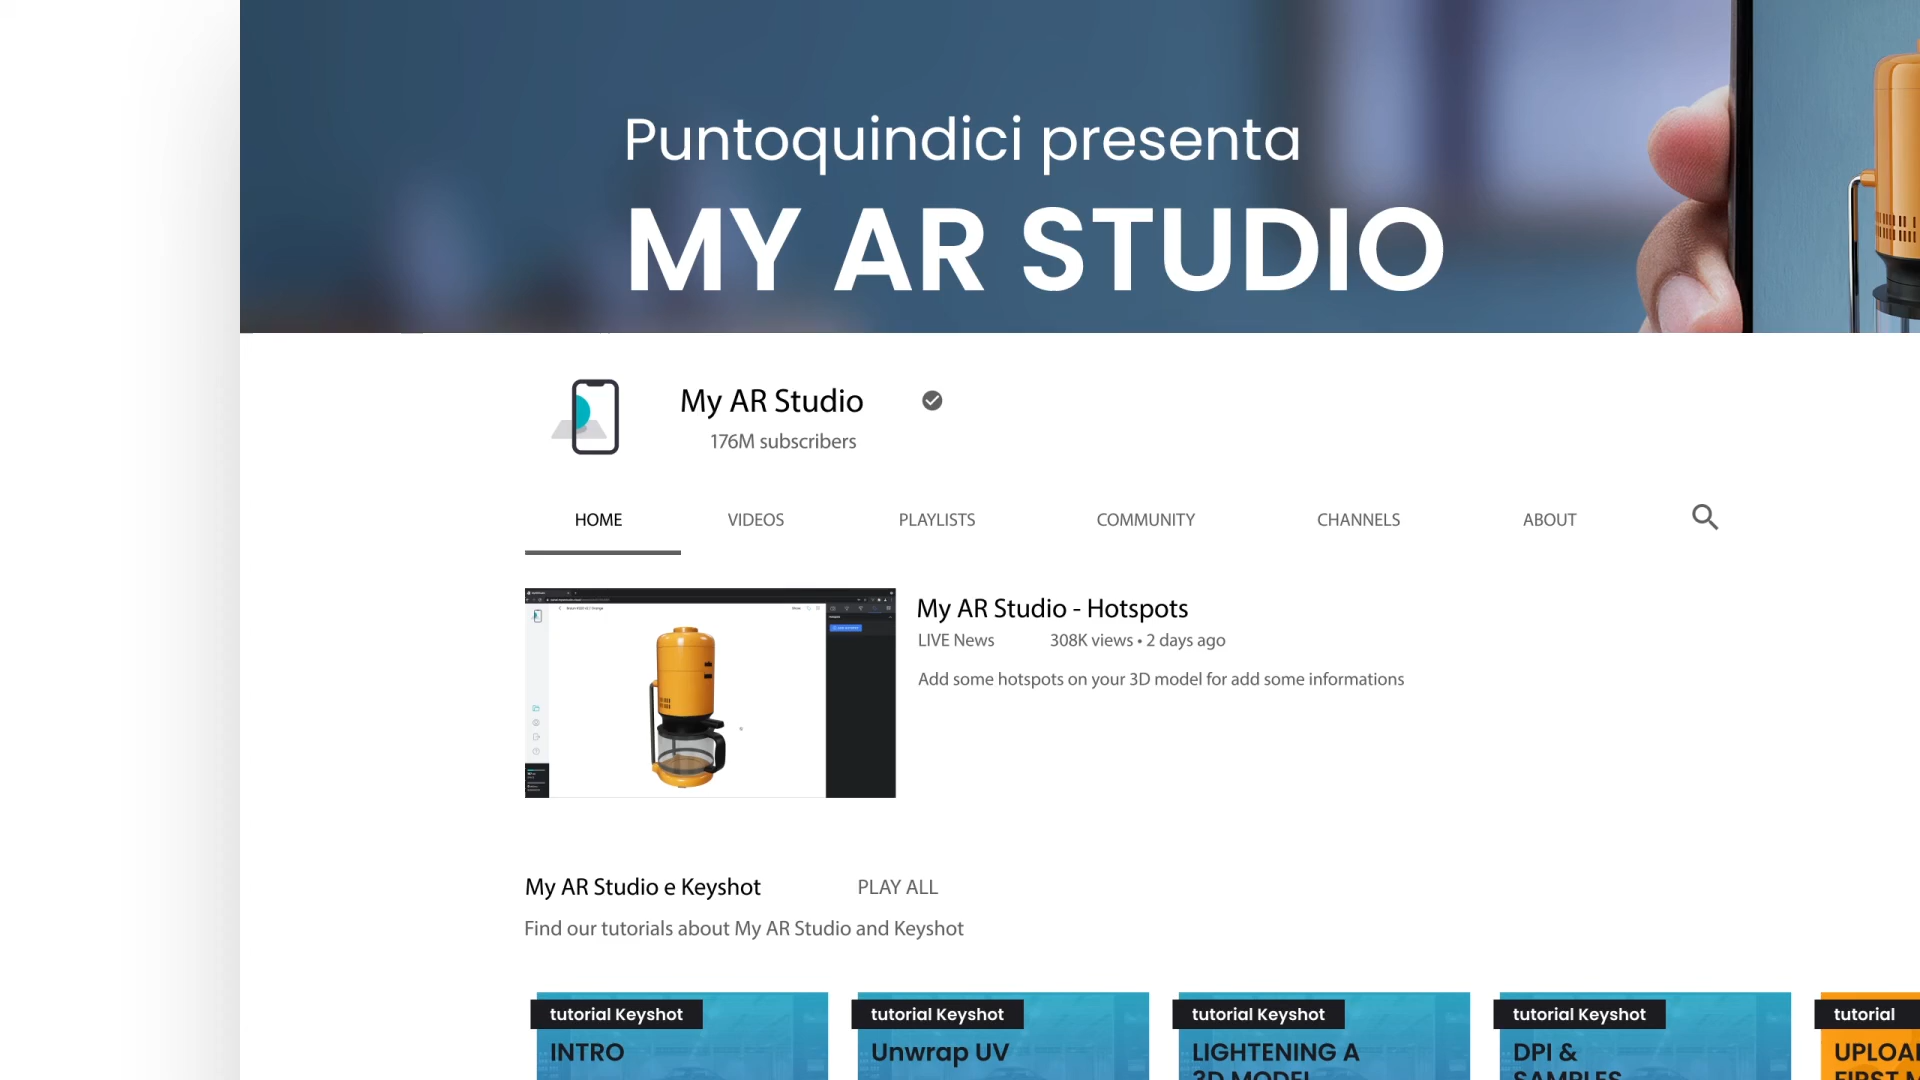 Puntoquindici presenta
MY AR STUDIO
My AR Studio
176M subscribers
HOME VIDEOS PLAYLISTS COMMUNITY CHANNELS ABOUT
My AR Studio - Hotspots
LIVE News 308K views • 2 days ago
Add some hotspots on your 3D model for add some informations
My AR Studio e Keyshot PLAY ALL
Find our tutorials about My AR Studio and Keyshot
tutorial Keyshot
INTRO
tutorial Keyshot
Unwrap UV
tutorial Keyshot
LIGHTENING A
3D MODEL
tutorial Keyshot
DPI &
SAMPLES
tutorial